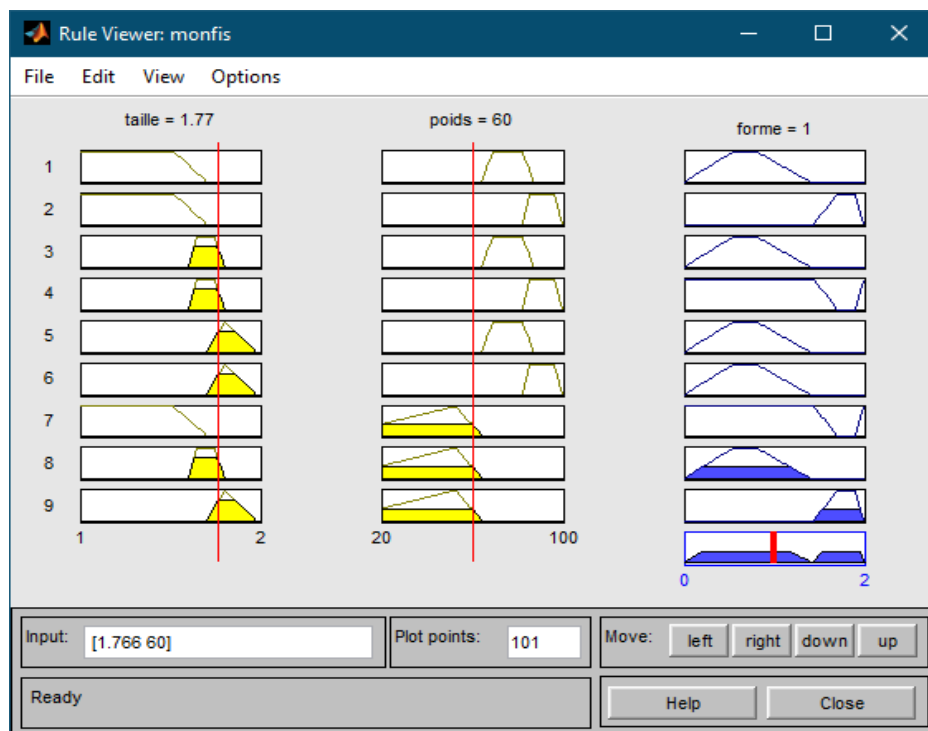 Rule Viewer: monfis
File Edit View Options
taille = 1.77 poids = 60 forme = 1
1
2
3
4
5
6
7
8
9
1 2 20 100
0 2
Input: [1.766 60] Plot points: 101 Move: left right down up
Ready Help Close